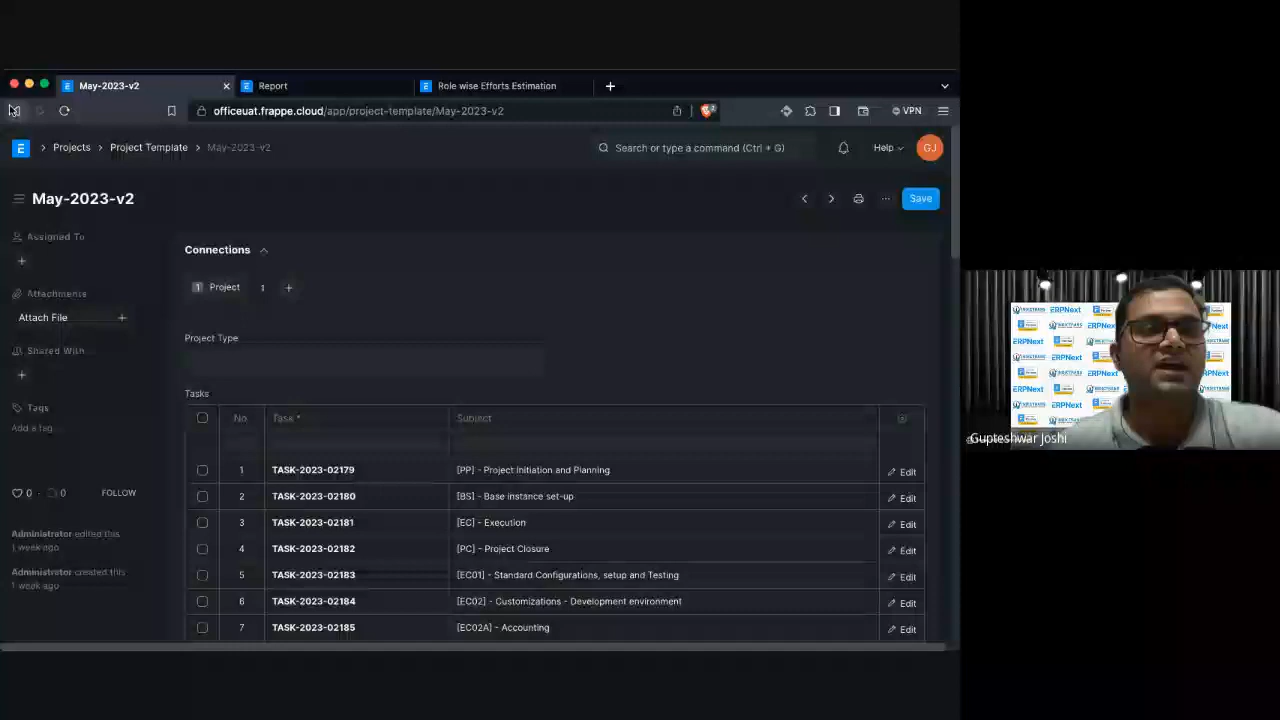 May-2023-v2
Report
Role wise Efforts Estimation
officeuat.frappe.cloud/app/project-template/May-2023-v2
VPN
Projects
Project Template
May-2023-v2
Search or type a command (Ctrl + G)
Help
GJ
May-2023-v2
Save
Assigned To
Connections
1 Project 1
Attachments
Attach File
Project Type
Shared With
Tasks
Tags
Add a tag
No.
Task *
Subject
1 TASK-2023-02179 [PP] - Project Initiation and Planning Edit
2 TASK-2023-02180 [BS] - Base instance set-up Edit
3 TASK-2023-02181 [EC] - Execution Edit
4 TASK-2023-02182 [PC] - Project Closure Edit
5 TASK-2023-02183 [EC01] - Standard Configurations, setup and Testing Edit
6 TASK-2023-02184 [EC02] - Customizations - Development environment Edit
7 TASK-2023-02185 [EC02A] - Accounting Edit
0 0 FOLLOW
Administrator edited this
1 week ago
Administrator created this
1 week ago
ERPNext
Gupteshwar Joshi